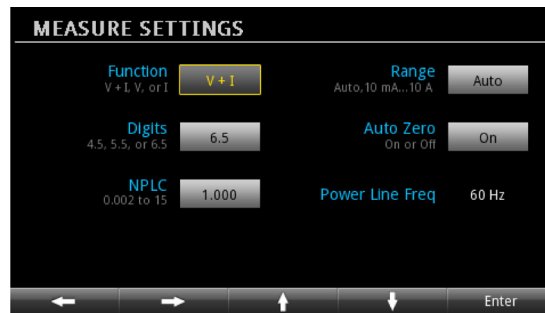 MEASURE SETTINGS
Function
V + I, V, or I
V + I
Range
Auto,10 mA...10 A
Auto
Digits
4.5, 5.5, or 6.5
6.5
Auto Zero
On or Off
On
NPLC
0.002 to 15
1.000
Power Line Freq
60 Hz
Enter